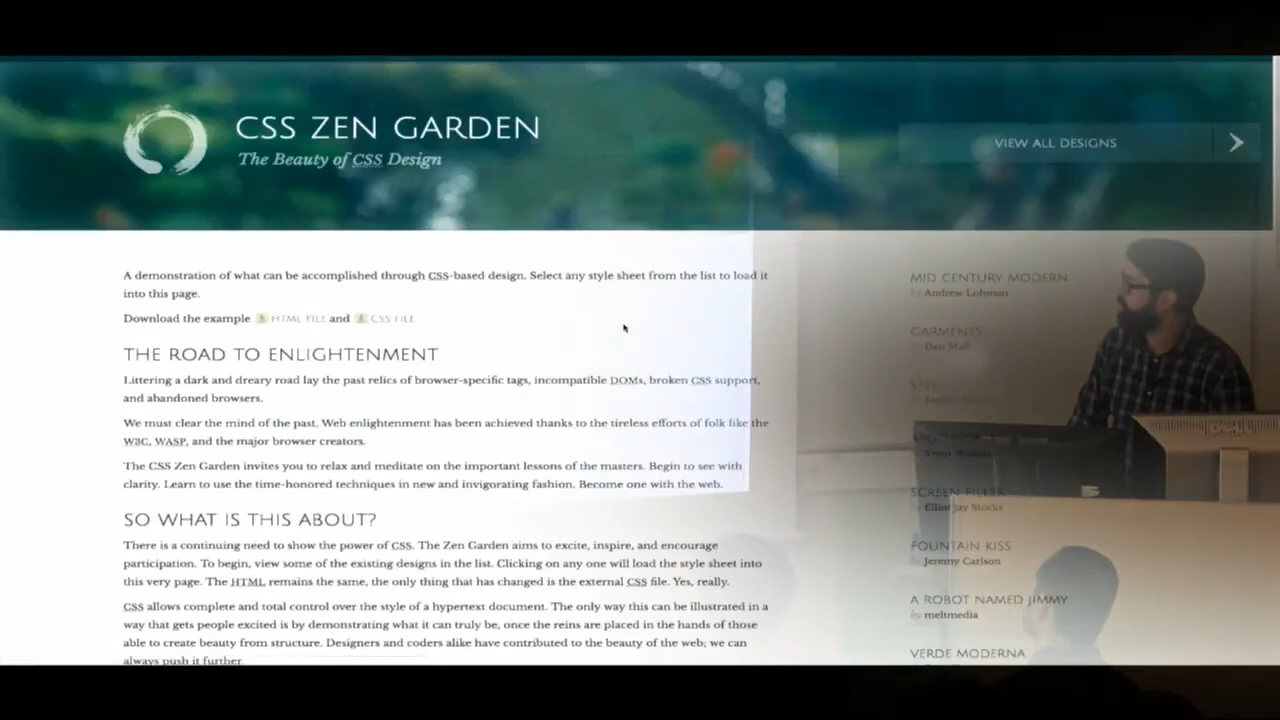 CSS ZEN GARDEN
The Beauty of CSS Design
VIEW ALL DESIGNS
A demonstration of what can be accomplished through CSS-based design. Select any style sheet from the list to load it
into this page.
Download the example HTML FILE and CSS FILE
THE ROAD TO ENLIGHTENMENT
Littering a dark and dreary road lay the past relics of browser-specific tags, incompatible DOMs, broken CSS support,
and abandoned browsers.
We must clear the mind of the past. Web enlightenment has been achieved thanks to the tireless efforts of folk like the
W3C, WASP, and the major browser creators.
The CSS Zen Garden invites you to relax and meditate on the important lessons of the masters. Begin to see with
clarity. Learn to use the time-honored techniques in new and invigorating fashion. Become one with the web.
SO WHAT IS THIS ABOUT?
There is a continuing need to show the power of CSS. The Zen Garden aims to excite, inspire, and encourage
participation. To begin, view some of the existing designs in the list. Clicking on any one will load the style sheet into
this very page. The HTML remains the same, the only thing that has changed is the external CSS file. Yes, really.
CSS allows complete and total control over the style of a hypertext document. The only way this can be illustrated in a
way that gets people excited is by demonstrating what it can truly be, once the reins are placed in the hands of those
able to create beauty from structure. Designers and coders alike have contributed to the beauty of the web; we can
always push it further.
MID CENTURY MODERN
by Andrew Lohman
GARMENTS
by Dan Mall
SCREEN FILLER
by Elliot Jay Stocks
FOUNTAIN KISS
by Jeremy Carlson
A ROBOT NAMED JIMMY
by meltmedia
VERDE MODERNA
DELL